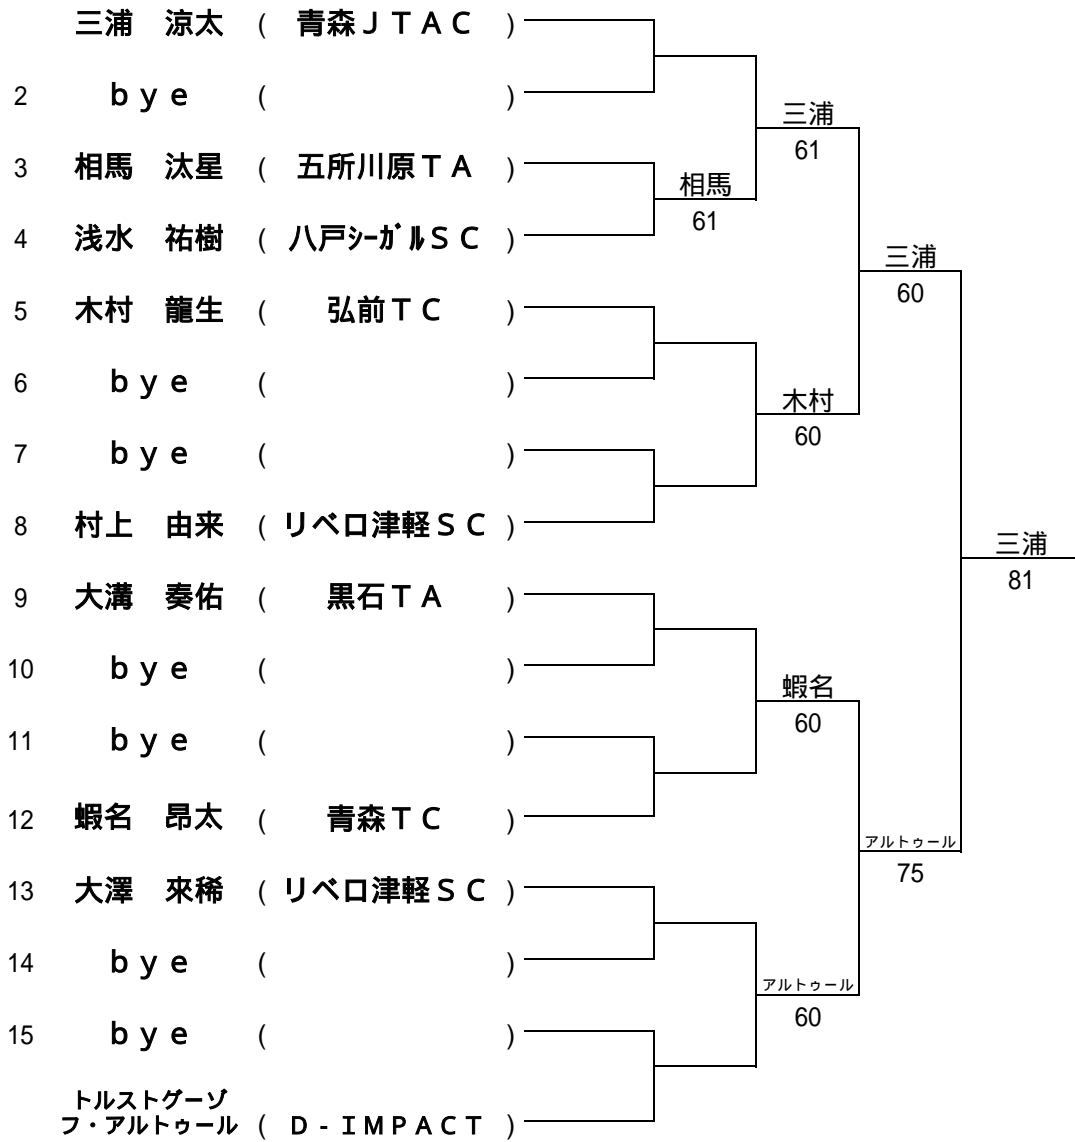 三浦　涼太 ( 青森ＪＴＡＣ )
2 ｂｙｅ ( )
三浦
61
3 相馬　汰星 ( 五所川原ＴＡ )
相馬
61
4 浅水　祐樹 ( 八戸ｼｰｶﾞﾙＳＣ )
三浦
60
5 木村　龍生 ( 弘前ＴＣ )
6 ｂｙｅ ( )
木村
60
7 ｂｙｅ ( )
8 村上　由来 ( リベロ津軽ＳＣ )
三浦
81
9 大溝　奏佑 ( 黒石ＴＡ )
10 ｂｙｅ ( )
蝦名
60
11 ｂｙｅ ( )
12 蝦名　昂太 ( 青森ＴＣ )
アルトゥール
75
13 大澤　來稀 ( リベロ津軽ＳＣ )
14 ｂｙｅ ( )
アルトゥール
60
15 ｂｙｅ ( )
トルストグーゾ
フ・アルトゥール ( Ｄ‐ＩＭＰＡＣＴ )